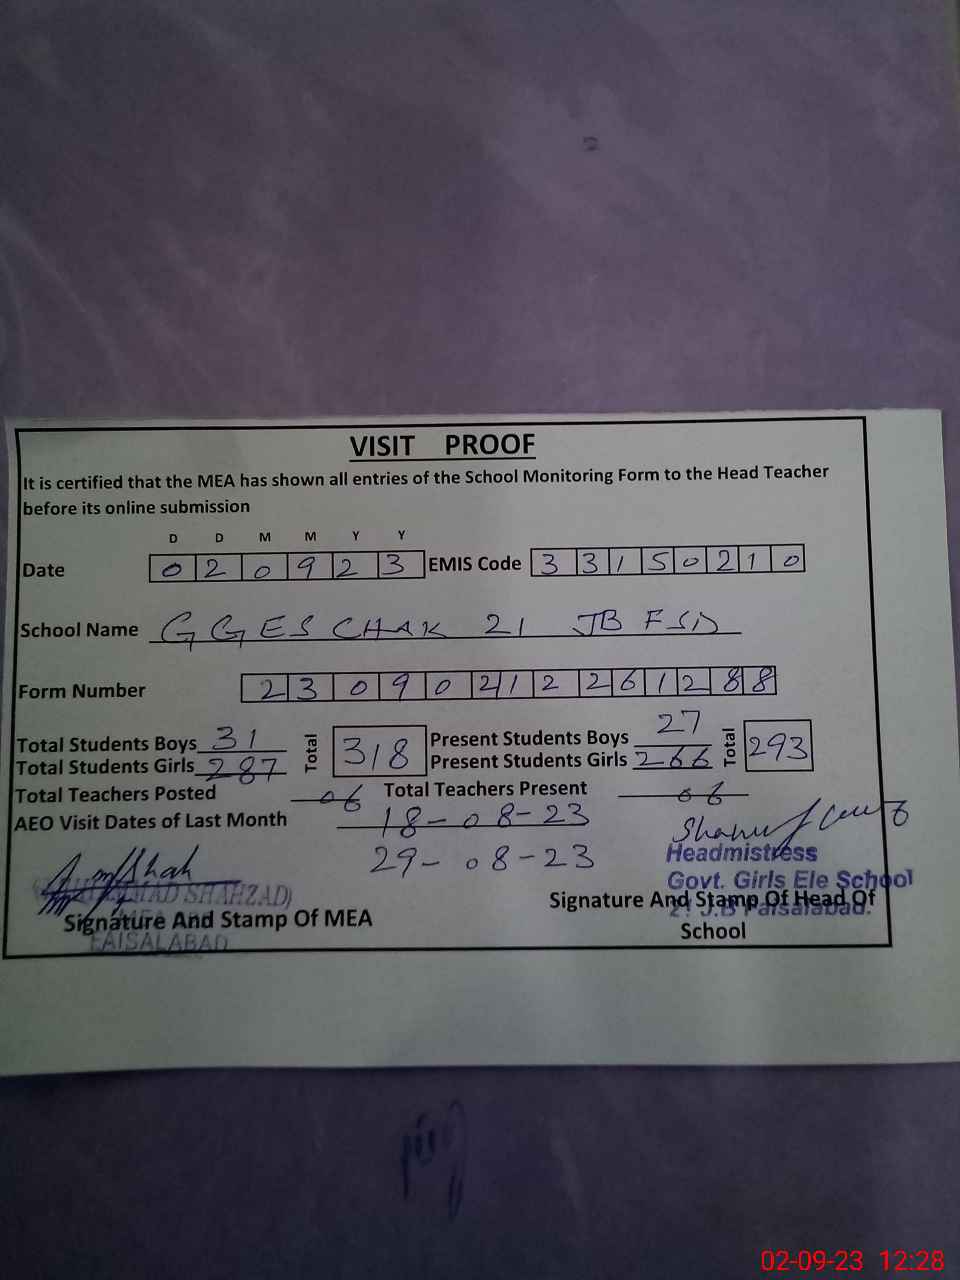 VISIT PROOF
It is certified that the MEA has shown all entries of the School Monitoring Form to the Head Teacher
before its online submission
D D M M Y Y
Date 0 2 0 9 2 3 EMIS Code 3 3 1 5 0 2 1 0
School Name GGES CHAK 21 JB FSD
Form Number 2 3 0 9 0 2 1 2 2 6 1 2 8 8
Total Students Boys 31 Total 318 Present Students Boys 27 Total 293
Total Students Girls 287 Present Students Girls 266
Total Teachers Posted 06 Total Teachers Present 06
AEO Visit Dates of Last Month 18-08-23
29-08-23
Headmistress
Govt. Girls Ele School
21 J.B Faisalabad.
SHAHZAD)
Signature And Stamp Of MEA
FAISALABAD
Signature And Stamp Of Head Of
School
02-09-23 12:28